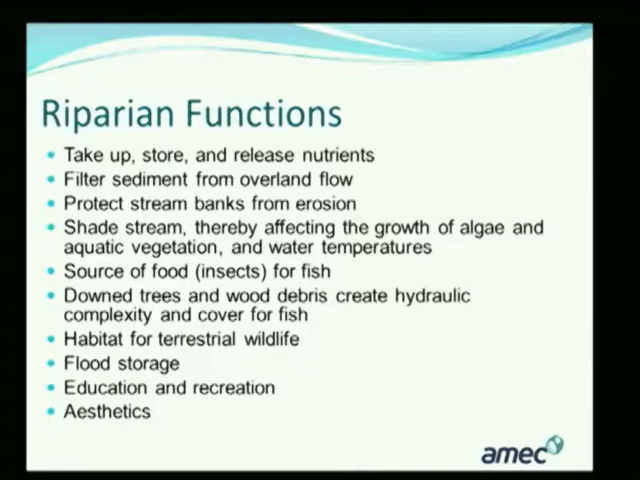 Riparian Functions
• Take up, store, and release nutrients
• Filter sediment from overland flow
• Protect stream banks from erosion
• Shade stream, thereby affecting the growth of algae and
aquatic vegetation, and water temperatures
• Source of food (insects) for fish
• Downed trees and wood debris create hydraulic
complexity and cover for fish
• Habitat for terrestrial wildlife
• Flood storage
• Education and recreation
• Aesthetics
amec